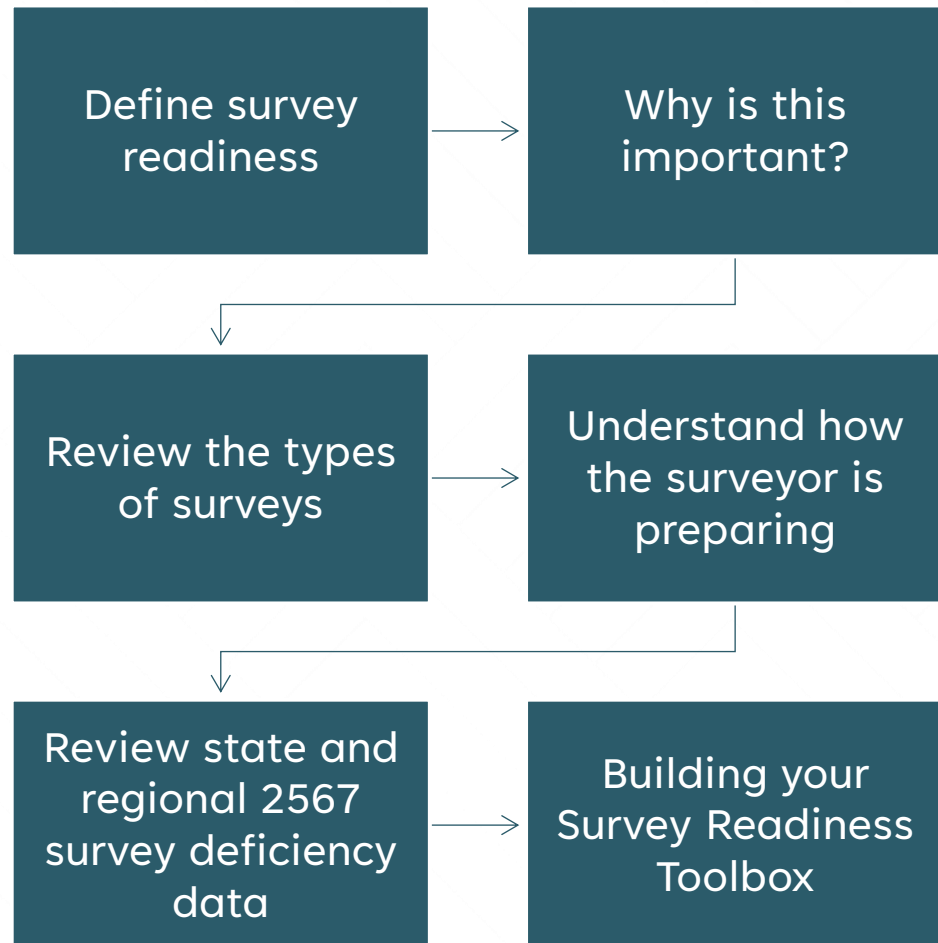 Define survey
readiness
Why is this
important?
Review the types
of surveys
Understand how
the surveyor is
preparing
Review state and
regional 2567
survey deficiency
data
Building your
Survey Readiness
Toolbox